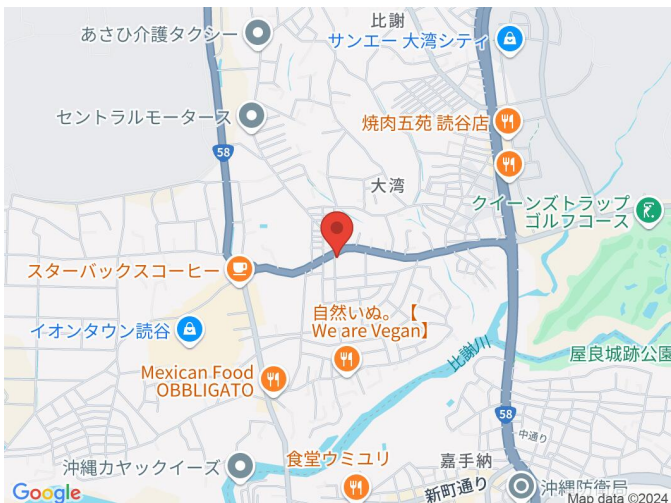 比謝
あさひ介護タクシー
サンエー 大湾シティ
セントラルモータース
焼肉五苑 読谷店
58
大湾
クイーンズトラップ
ゴルフコース
スターバックスコーヒー
自然いぬ。【
We are Vegan】
イオンタウン読谷
比謝川
屋良城跡公園
Mexican Food
OBBLIGATO
58
中通り
嘉手納
沖縄カヤックイーズ
食堂ウミユリ
新町通り
沖縄防衛局
Google
Map data ©2024